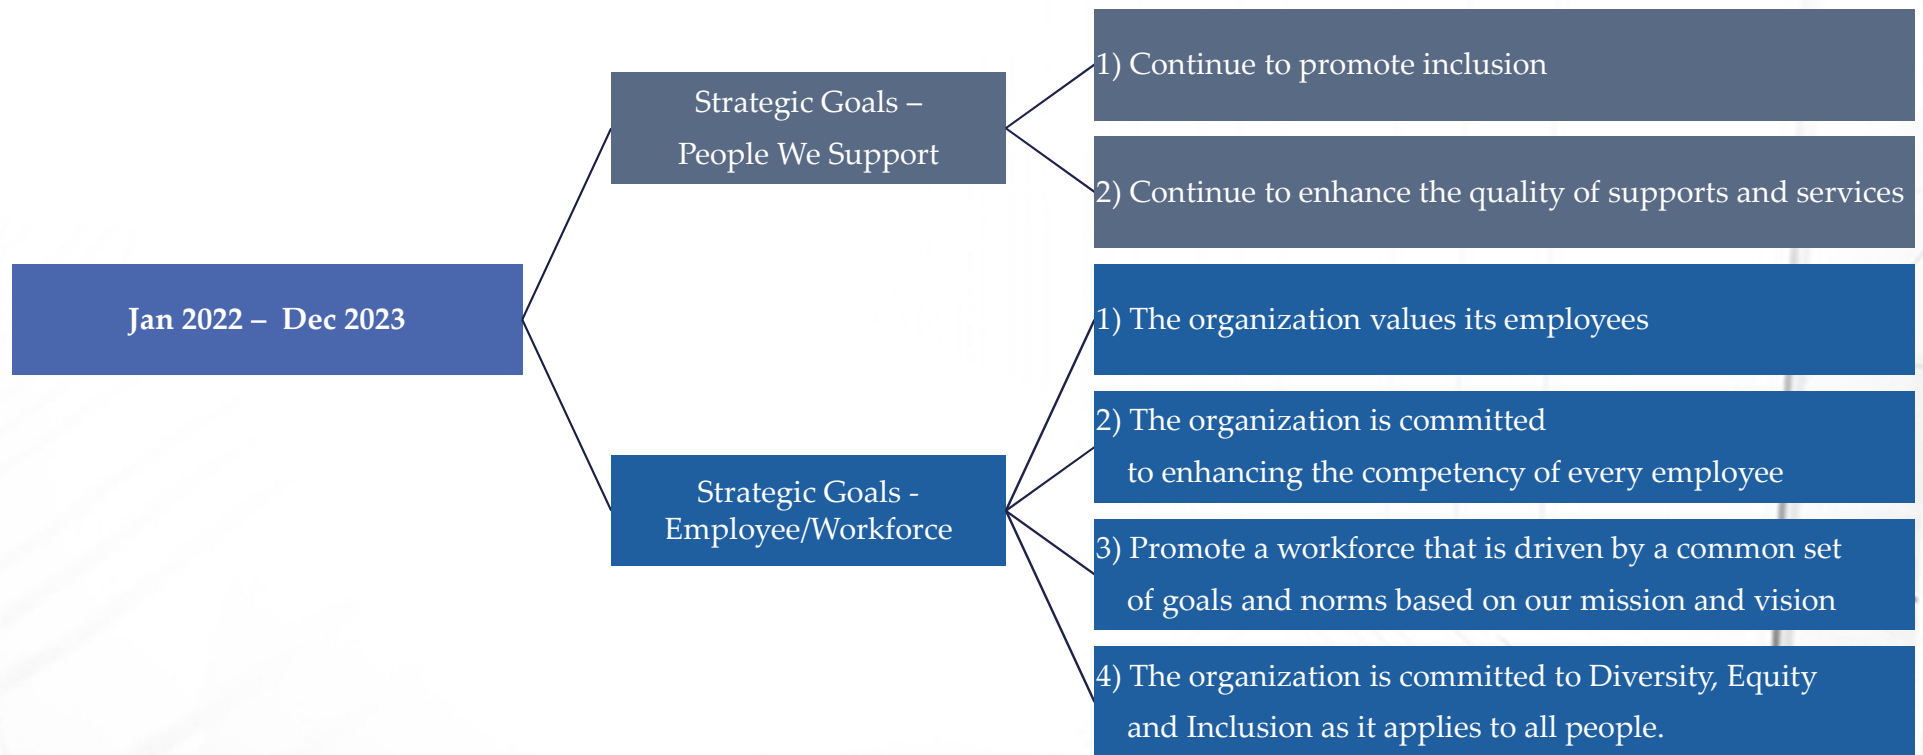 Jan 2022 – Dec 2023
Strategic Goals –
People We Support
1) Continue to promote inclusion
2) Continue to enhance the quality of supports and services
Strategic Goals -
Employee/Workforce
1) The organization values its employees
2) The organization is committed
to enhancing the competency of every employee
3) Promote a workforce that is driven by a common set
of goals and norms based on our mission and vision
4) The organization is committed to Diversity, Equity
and Inclusion as it applies to all people.